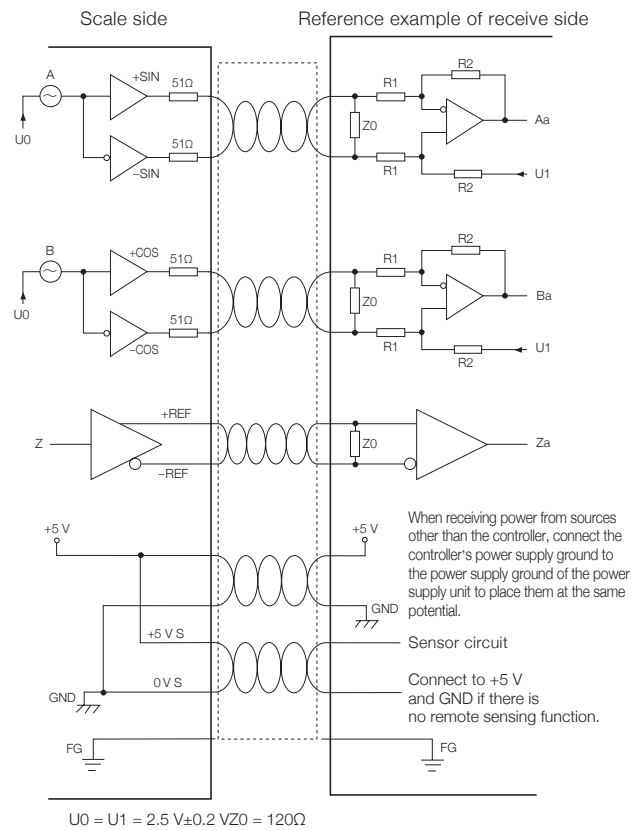 Scale side
Reference example of receive side
A
U0
+SIN
51Ω
–SIN
51Ω
Z0
R1
R1
R2
R2
Aa
U1
B
U0
+COS
51Ω
–COS
51Ω
Z0
R1
R1
R2
R2
Ba
U1
Z
+REF
–REF
Z0
Za
+5 V
+5 V
GND
When receiving power from sources
other than the controller, connect the
controller's power supply ground to
the power supply ground of the power
supply unit to place them at the same
potential.
+5 V S
Sensor circuit
0 V S
GND
Connect to +5 V
and GND if there is
no remote sensing function.
FG
FG
U0 = U1 = 2.5 V±0.2 VZ0 = 120Ω